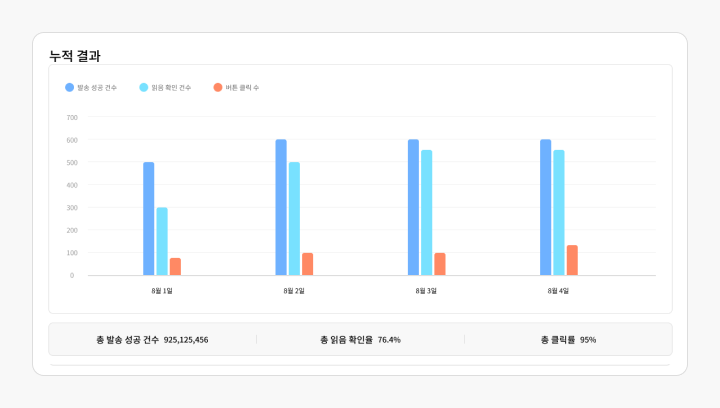 누적 결과
발송 성공 건수 읽음 확인 건수 버튼 클릭 수
700
600
500
400
300
200
100
0
8월 1일 8월 2일 8월 3일 8월 4일
총 발송 성공 건수 925,125,456 총 읽음 확인율 76.4% 총 클릭률 95%